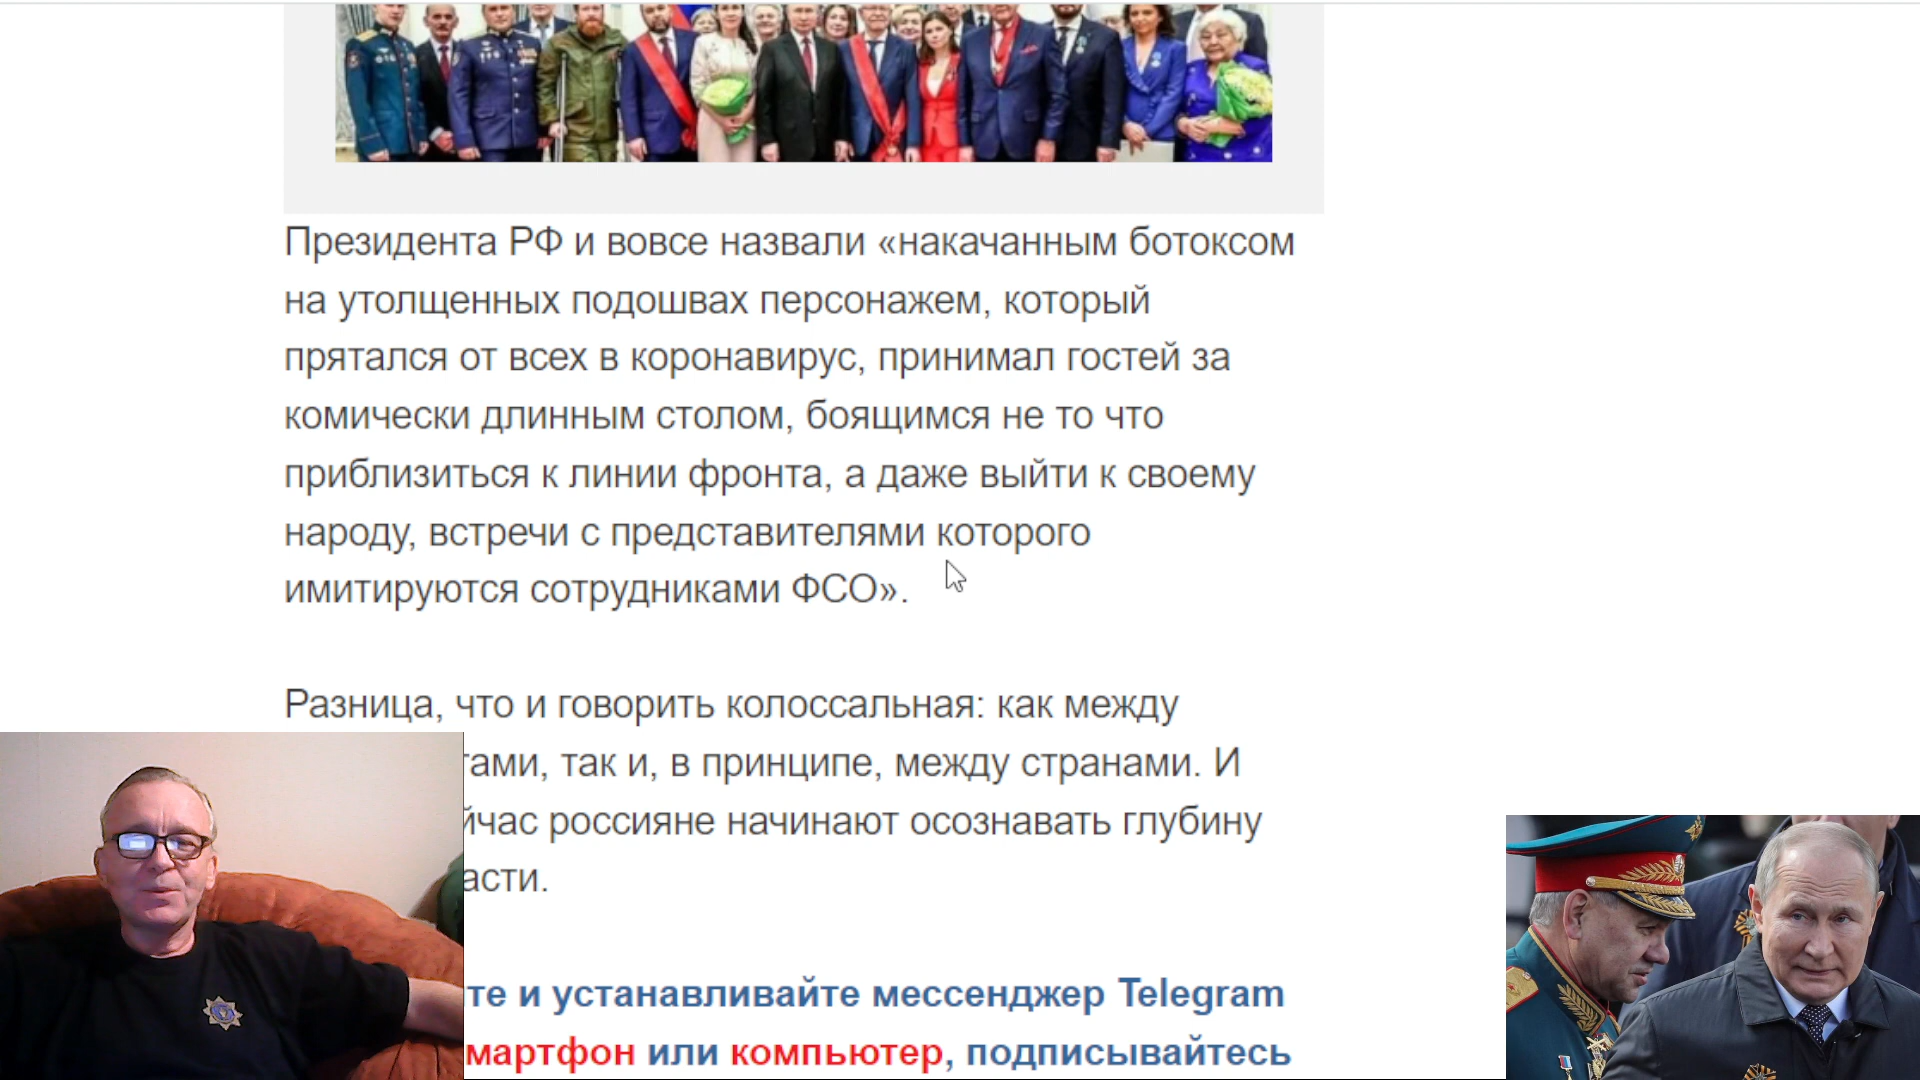 Президента РФ и вовсе назвали «накачанным ботоксом
на утолщенных подошвах персонажем, который
прятался от всех в коронавирус, принимал гостей за
комически длинным столом, боящимся не то что
приблизиться к линии фронта, а даже выйти к своему
народу, встречи с представителями которого
имитируются сотрудниками ФСО».
Разница, что и говорить колоссальная: как между
тами, так и, в принципе, между странами. И
йчас россияне начинают осознавать глубину
асти.
те и устанавливайте мессенджер Telegram
мартфон или компьютер, подписывайтесь